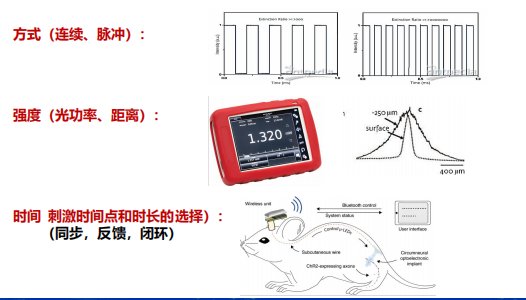 方式（连续、脉冲）：
Extinction Ratio
Intensity [a.u.]
Time (ms)
Extinction Ratio
Intensity [a.u.]
Time (ms)
强度（光功率、距离）：
1.320
-250 μm
c
surface
400 μm
时间 刺激时间点和时长的选择）：
（同步，反馈，闭环）
Wireless unit
Bluetooth control
System status
User Interface
Control μ-LEDs
Subcutaneous wire
Circumneural
optoelectronic
implant
ChR2-expressing axons